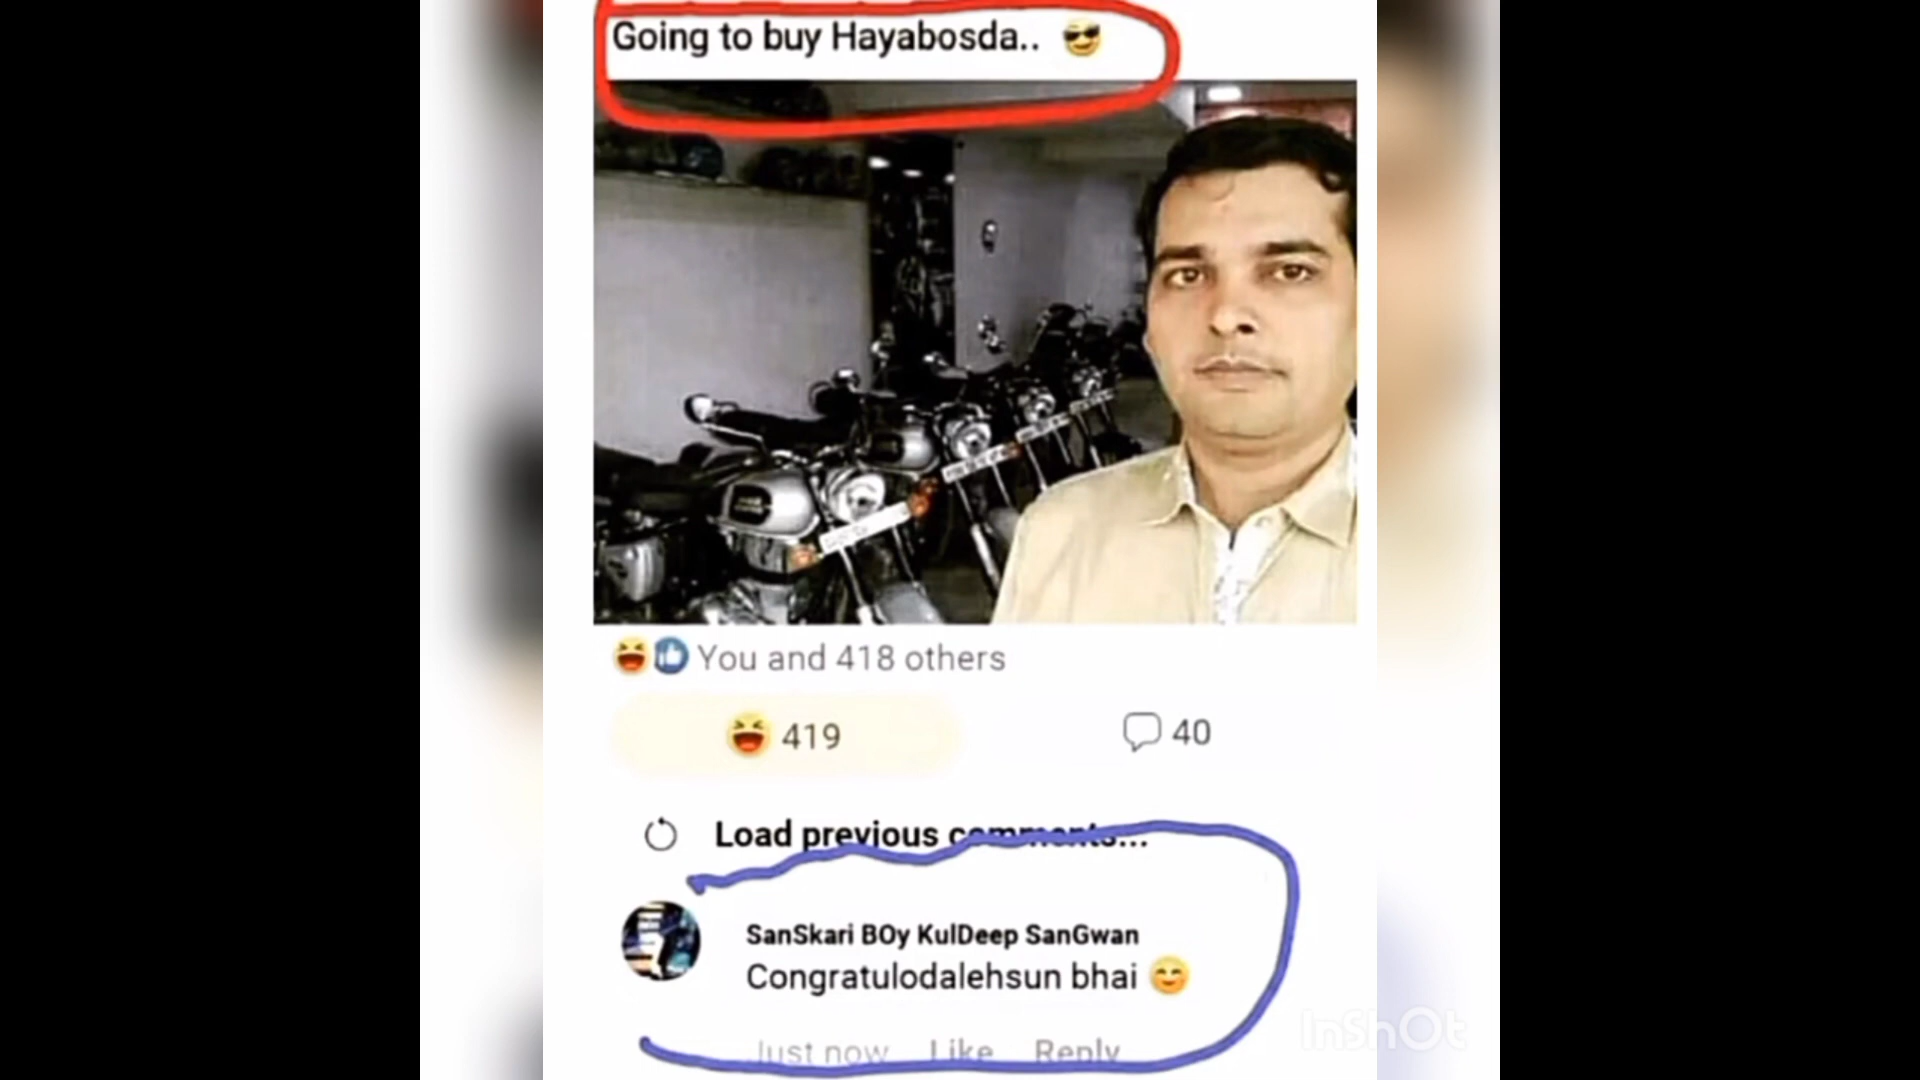 Going to buy Hayabosda.. 😎
You and 418 others
😆 419
40
Load previous comments...
SanSkari BOy KulDeep SanGwan
Congratulodalehsun bhai 😊
Just now Like Reply
InShOt